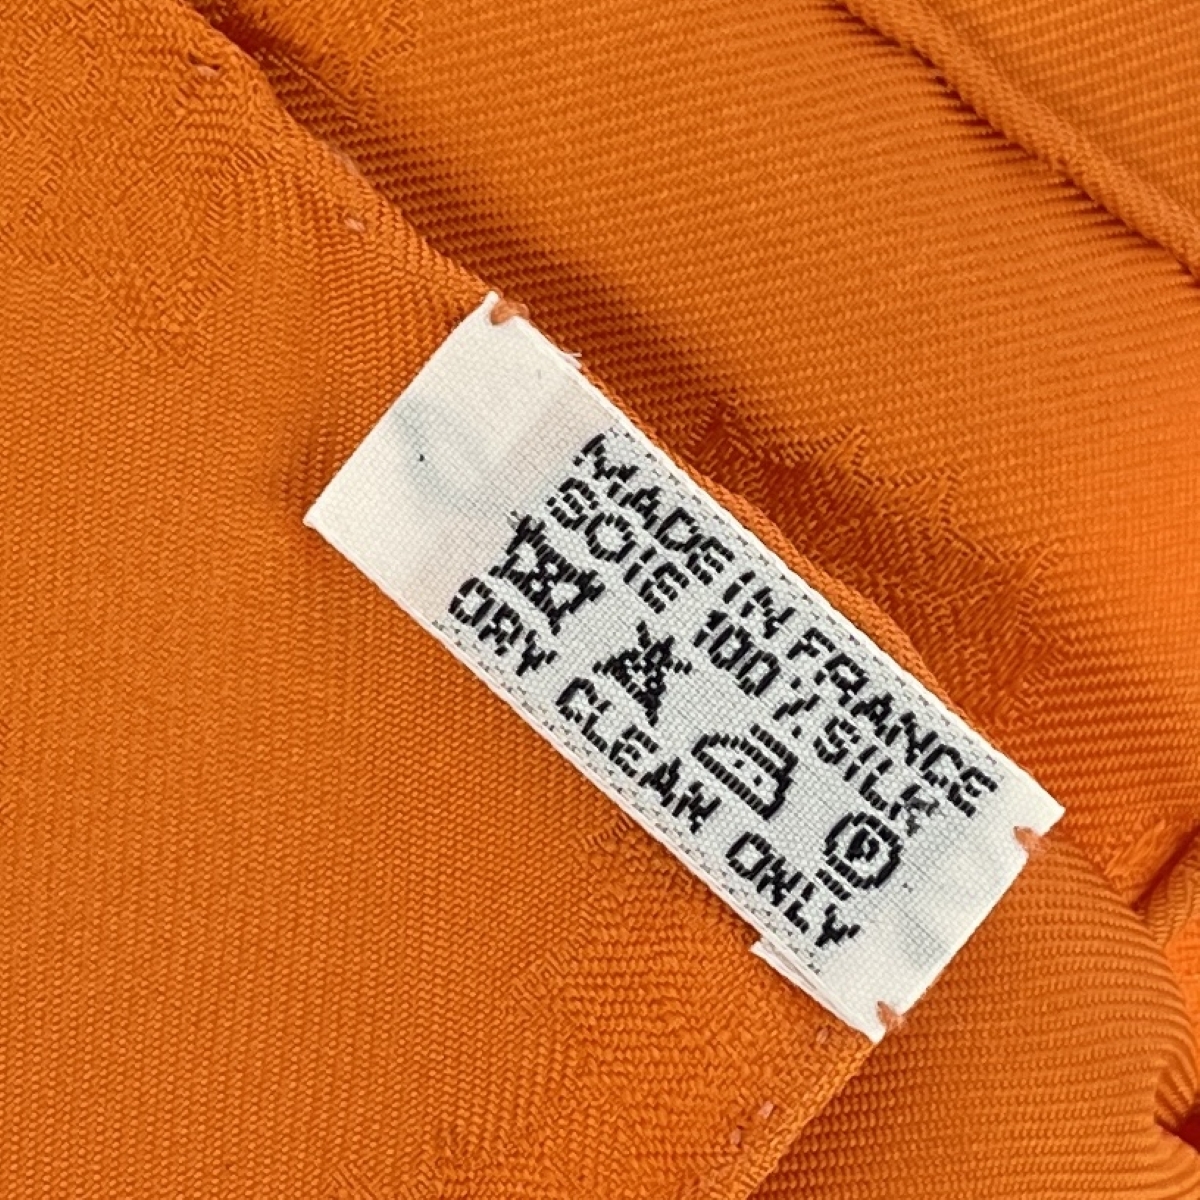 MADE IN FRANCE
SOIE 100% SILK
P
DRY CLEAN ONLY